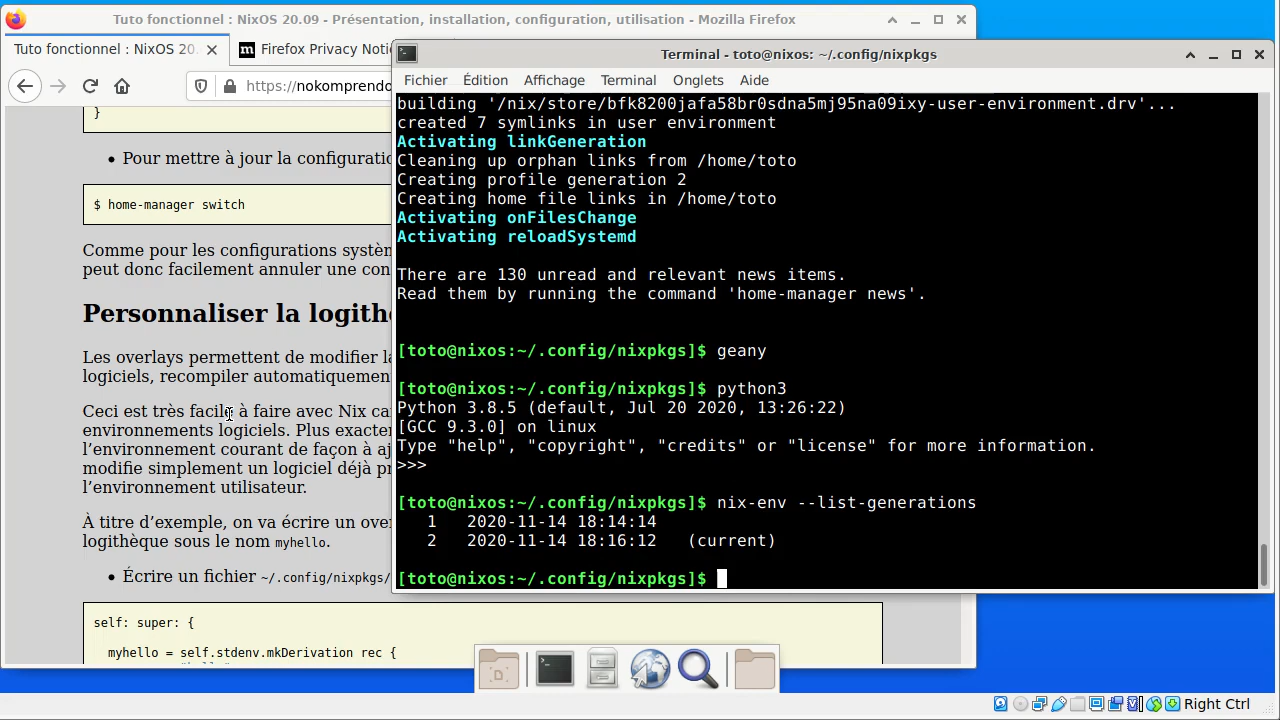 Tuto fonctionnel : NixOS 20.09 - Présentation, installation, configuration, utilisation - Mozilla Firefox
Tuto fonctionnel : NixOS 20.
Firefox Privacy Noti
https://nokomprendo
}
• Pour mettre à jour la configuratio
$ home-manager switch
Comme pour les configurations systèm
peut donc facilement annuler une con
Personnaliser la logithè
Les overlays permettent de modifier la
logiciels, recompiler automatiquement
Ceci est très facile à faire avec Nix ca
environnements logiciels. Plus exacten
l'environnement courant de façon à aj
modifie simplement un logiciel déjà pr
l'environnement utilisateur.
À titre d'exemple, on va écrire un over
logithèque sous le nom myhello.
• Écrire un fichier ~/.config/nixpkgs/
self: super: {
myhello = self.stdenv.mkDerivation rec {
Terminal - toto@nixos: ~/.config/nixpkgs
Fichier Édition Affichage Terminal Onglets Aide
building '/nix/store/bfk8200jafa58br0sdna5mj95na09ixy-user-environment.drv'...
created 7 symlinks in user environment
Activating linkGeneration
Cleaning up orphan links from /home/toto
Creating profile generation 2
Creating home file links in /home/toto
Activating onFilesChange
Activating reloadSystemd
There are 130 unread and relevant news items.
Read them by running the command 'home-manager news'.
[toto@nixos:~/.config/nixpkgs]$ geany
[toto@nixos:~/.config/nixpkgs]$ python3
Python 3.8.5 (default, Jul 20 2020, 13:26:22)
[GCC 9.3.0] on linux
Type "help", "copyright", "credits" or "license" for more information.
>>>
[toto@nixos:~/.config/nixpkgs]$ nix-env --list-generations
1 2020-11-14 18:14:14
2 2020-11-14 18:16:12 (current)
[toto@nixos:~/.config/nixpkgs]$
Right Ctrl